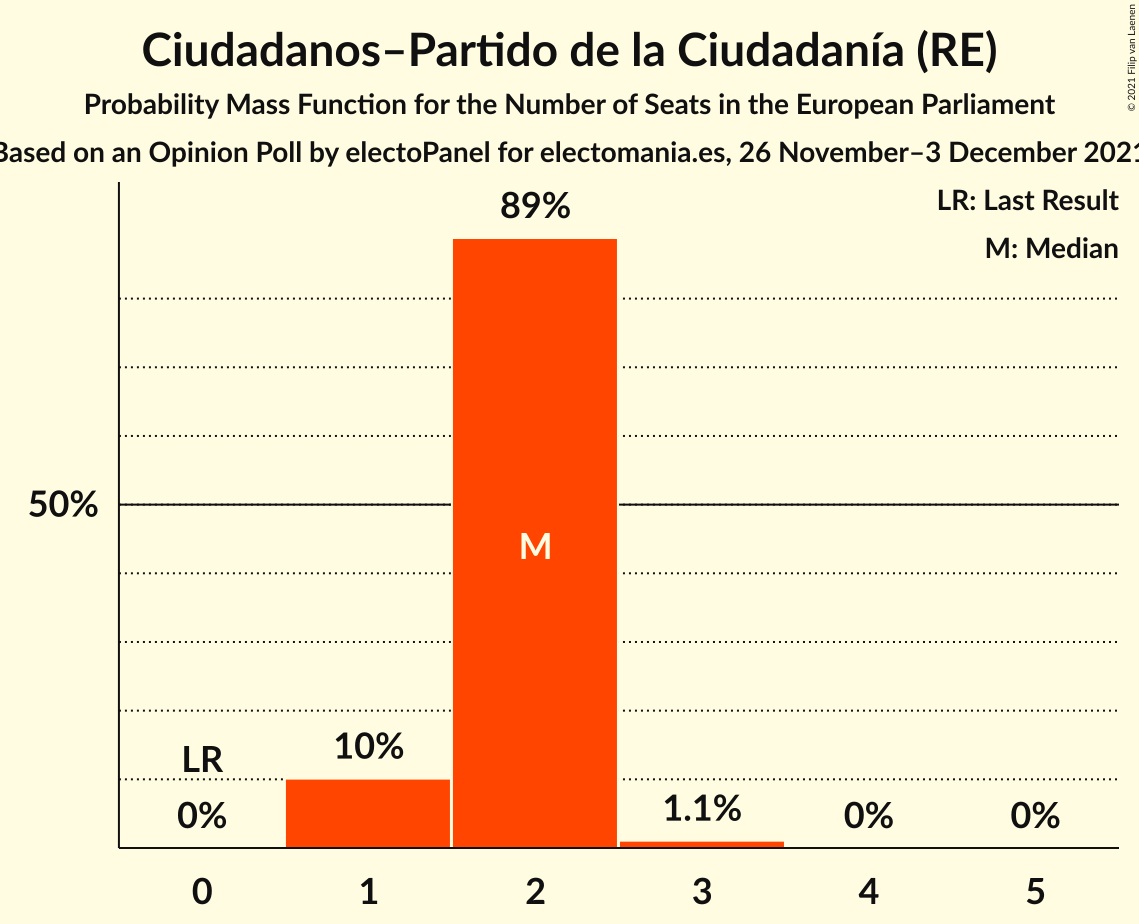 Ciudadanos–Partido de la Ciudadanía (RE)
Probability Mass Function for the Number of Seats in the European Parliament
Based on an Opinion Poll by electoPanel for electomania.es, 26 November–3 December 2021
© 2021 Filip van Laenen
LR: Last Result
M: Median
89%
50%
M
LR
10%
0%
1.1%
0%
0%
0 1 2 3 4 5